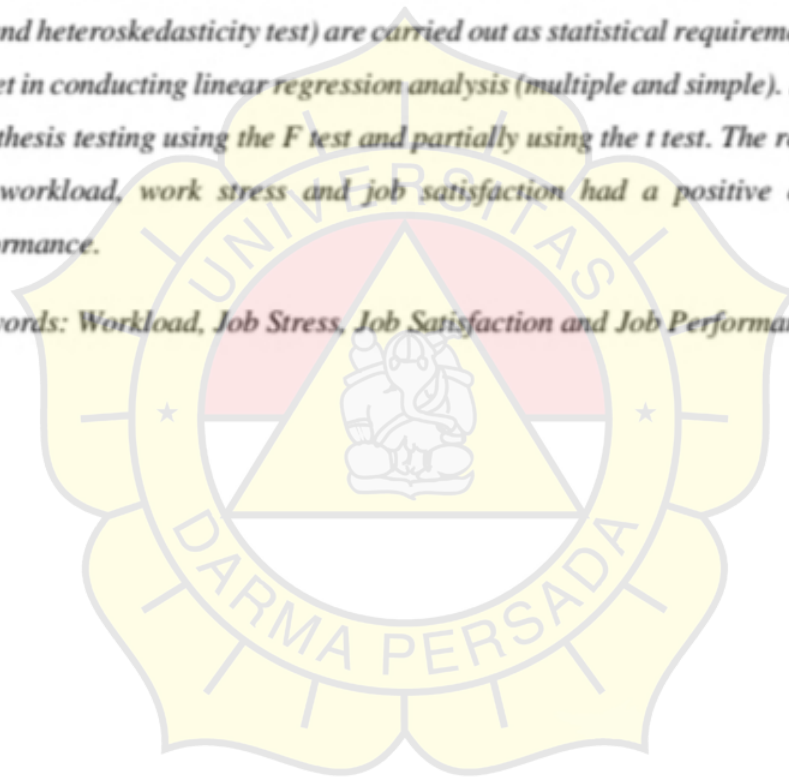 nd heteroskedasticity test) are carried out as statistical requirem
et in conducting linear regression analysis (multiple and simple).
thesis testing using the F test and partially using the t test. The r
workload, work stress and job satisfaction had a positive
rmance.
words: Workload, Job Stress, Job Satisfaction and Job Performa
UNIVERSITAS
DARMA PERSADA